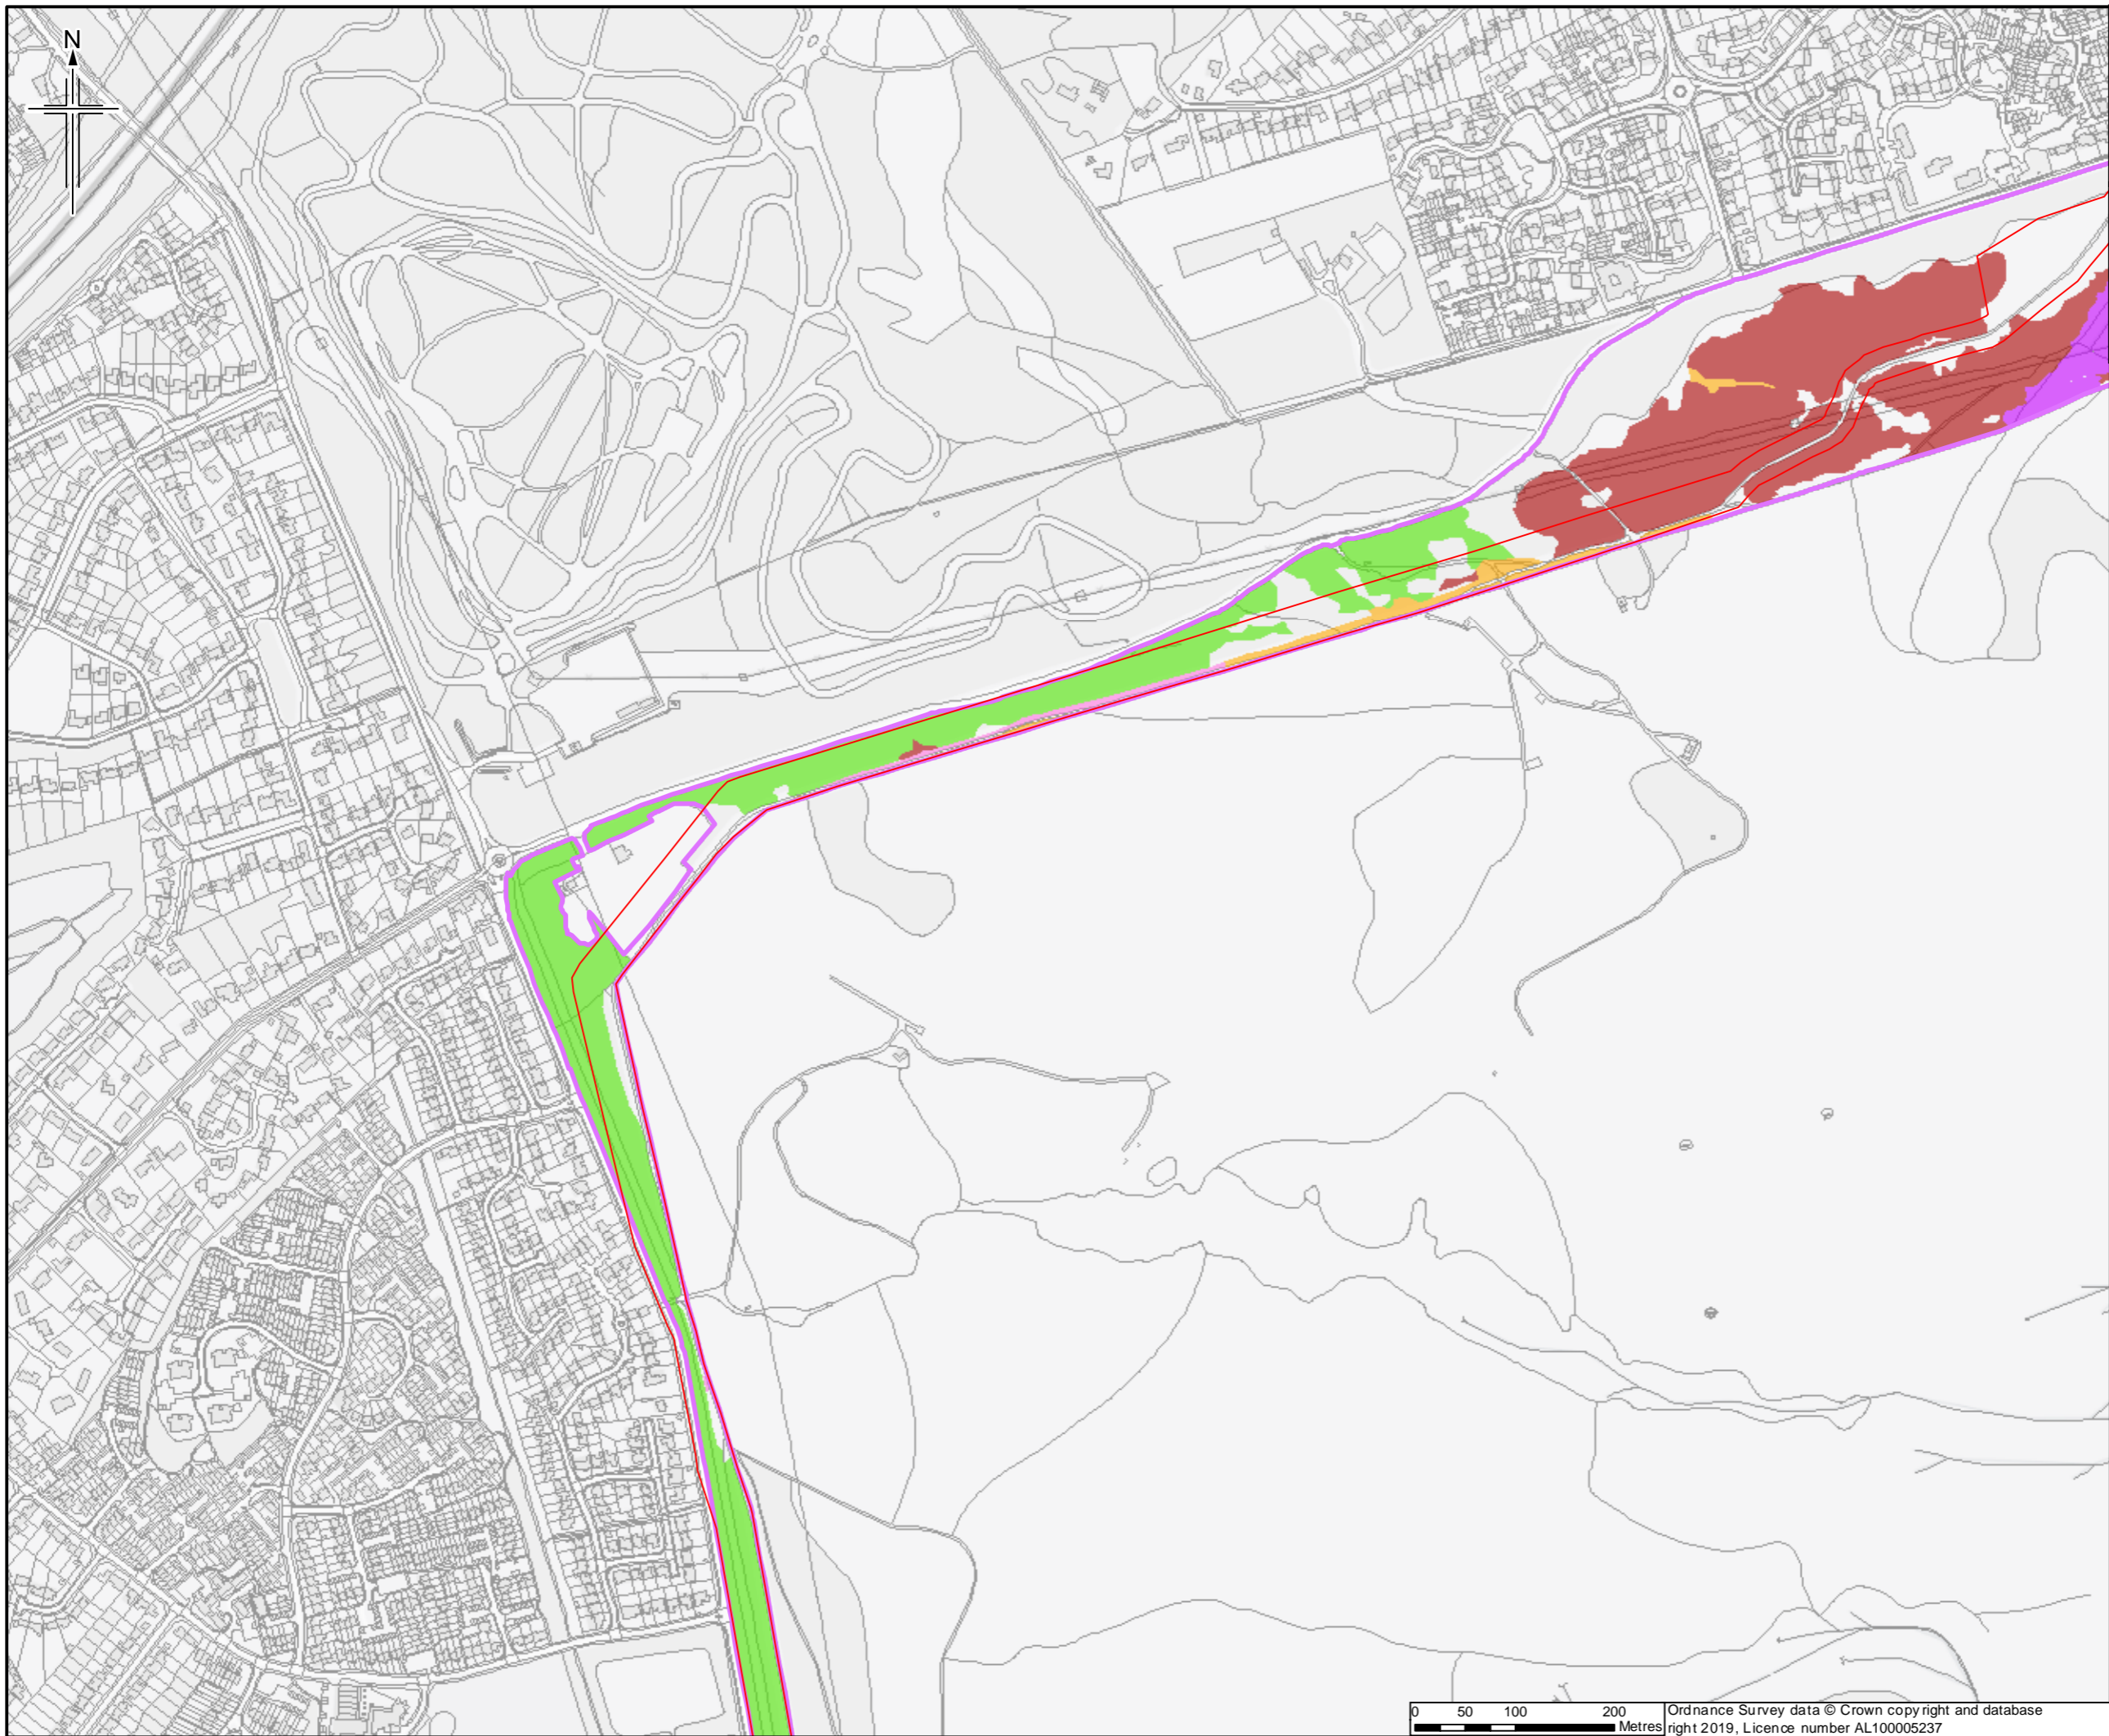 N
0 50 100 200
Metres
Ordnance Survey data © Crown copyright and database
right 2019, Licence number AL100005237